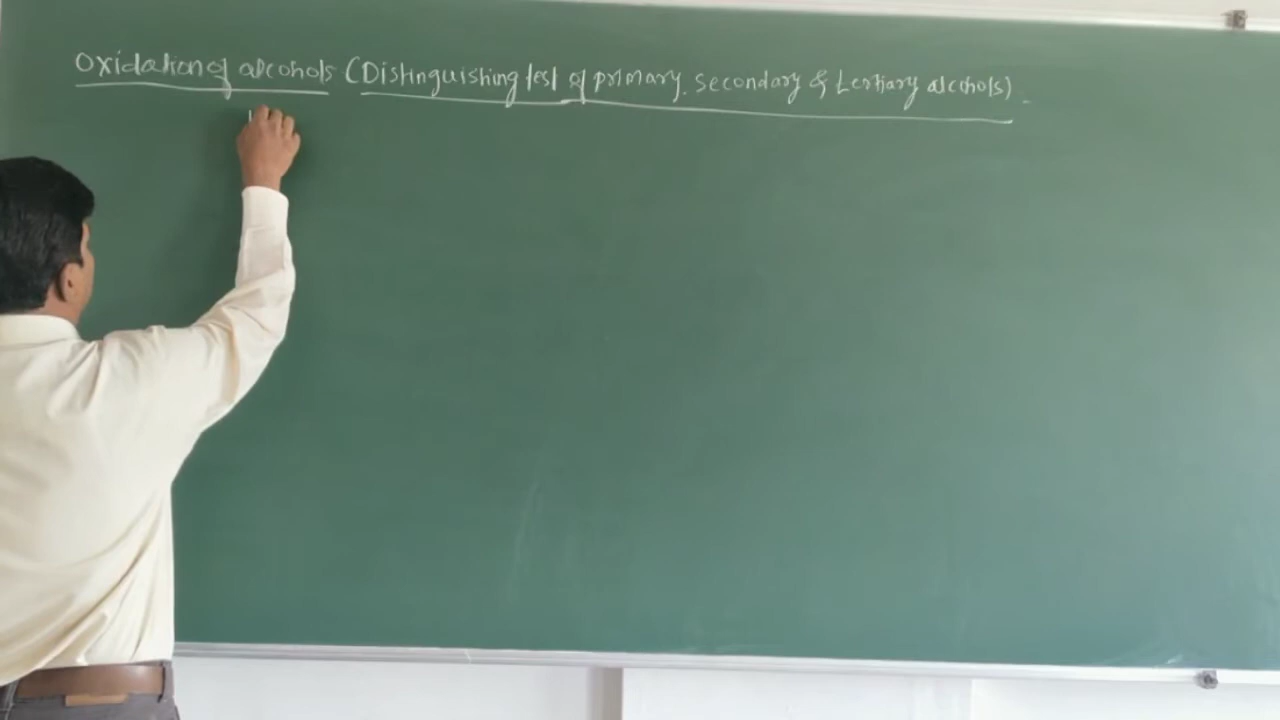 Oxidation of alcohols (Distinguishing test of primary, secondary & tertiary alcohols).